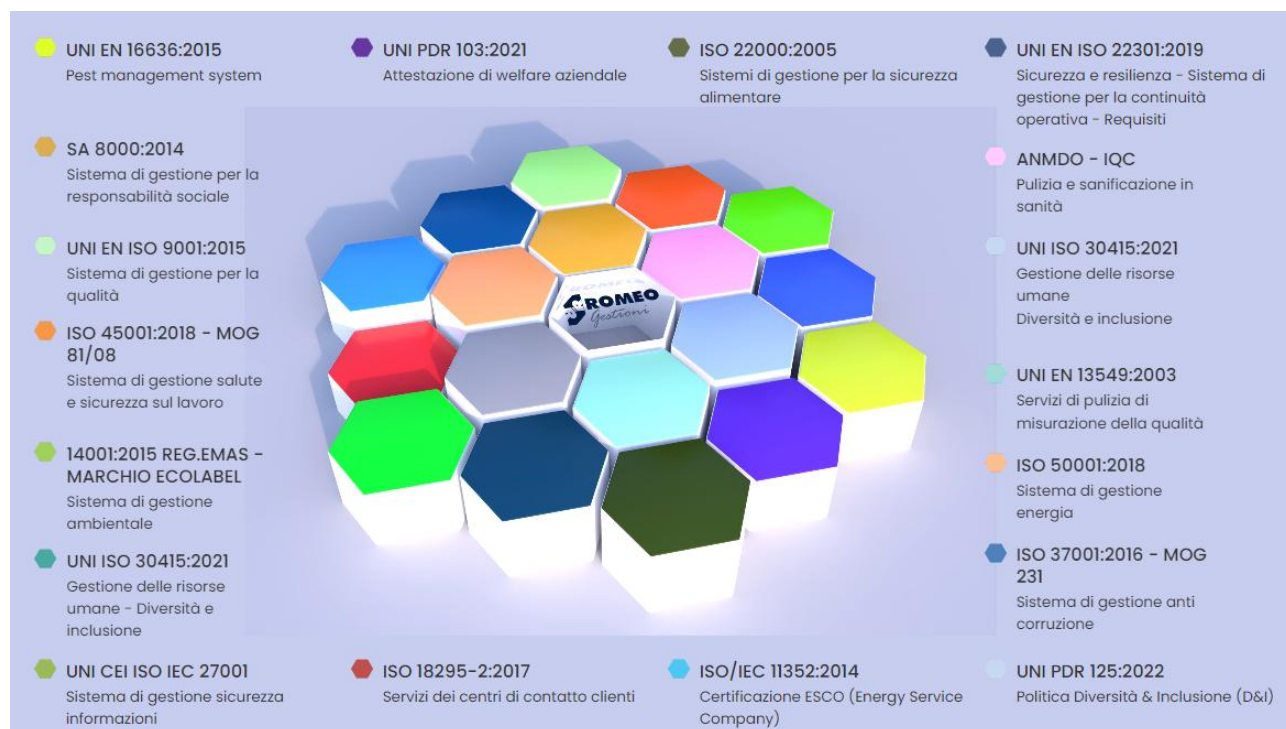 UNI EN 16636:2015
Pest management system
UNI PDR 103:2021
Attestazione di welfare aziendale
ISO 22000:2005
Sistemi di gestione per la sicurezza
alimentare
UNI EN ISO 22301:2019
Sicurezza e resilienza - Sistema di
gestione per la continuità
operativa - Requisiti
SA 8000:2014
Sistema di gestione per la
responsabilità sociale
UNI EN ISO 9001:2015
Sistema di gestione per la
qualità
ISO 45001:2018 - MOG
81/08
Sistema di gestione salute
e sicurezza sul lavoro
14001:2015 REG.EMAS -
MARCHIO ECOLABEL
Sistema di gestione
ambientale
UNI ISO 30415:2021
Gestione delle risorse
umane - Diversità e
inclusione
ROMEO
Gestioni
ANMDO - IQC
Pulizia e sanificazione in
sanità
UNI ISO 30415:2021
Gestione delle risorse
umane
Diversità e inclusione
UNI EN 13549:2003
Servizi di pulizia di
misurazione della qualità
ISO 50001:2018
Sistema di gestione
energia
ISO 37001:2016 - MOG
231
Sistema di gestione anti
corruzione
UNI CEI ISO IEC 27001
Sistema di gestione sicurezza
informazioni
ISO 18295-2:2017
Servizi dei centri di contatto clienti
ISO/IEC 11352:2014
Certificazione ESCO (Energy Service
Company)
UNI PDR 125:2022
Politica Diversità & Inclusione (D&I)